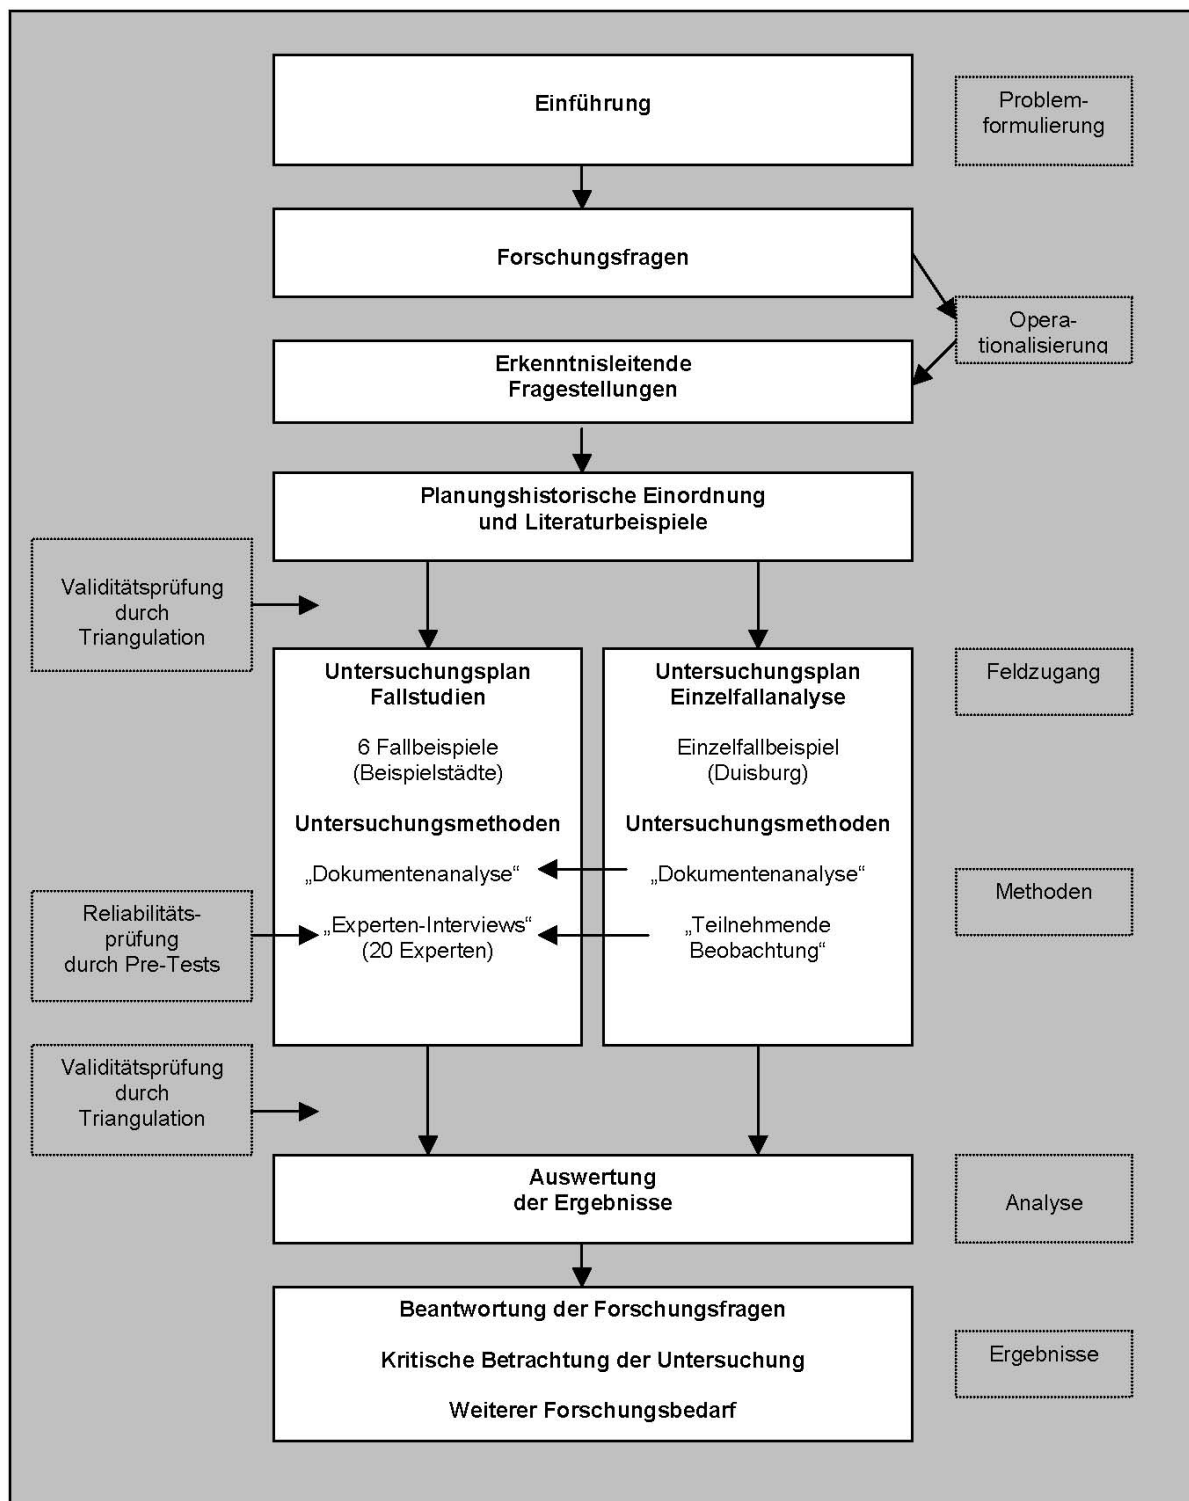 Einführung
Problem-
formulierung
Forschungsfragen
Opera-
tionalisierung
Erkenntnisleitende
Fragestellungen
Planungshistorische Einordnung
und Literaturbeispiele
Validitätsprüfung
durch
Triangulation
Untersuchungsplan
Fallstudien
6 Fallbeispiele
(Beispielstädte)
Untersuchungsmethoden
„Dokumentenanalyse“
„Experten-Interviews“
(20 Experten)
Untersuchungsplan
Einzelfallanalyse
Einzelfallbeispiel
(Duisburg)
Untersuchungsmethoden
„Dokumentenanalyse“
„Teilnehmende
Beobachtung“
Feldzugang
Methoden
Reliabilitäts-
prüfung
durch Pre-Tests
Validitätsprüfung
durch
Triangulation
Auswertung
der Ergebnisse
Analyse
Beantwortung der Forschungsfragen
Kritische Betrachtung der Untersuchung
Weiterer Forschungsbedarf
Ergebnisse